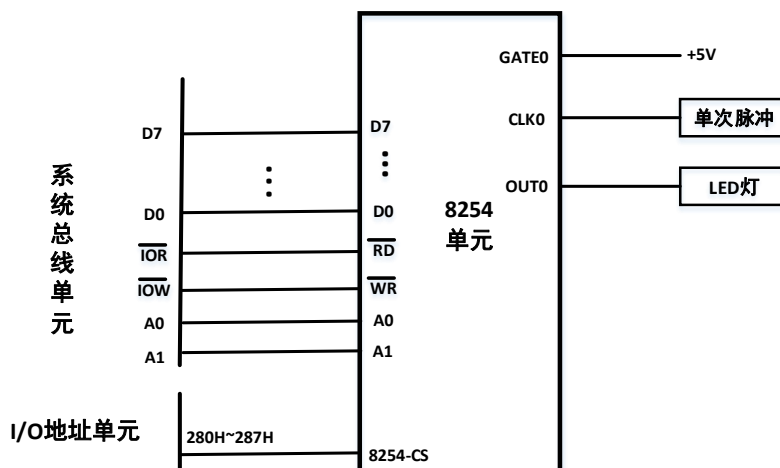 GATE0
+5V
D7
D7
CLK0
单次脉冲
系统总线单元
⋮
⋮
D0
D0
8254
单元
OUT0
LED灯
IOR
RD
IOW
WR
A0
A0
A1
A1
I/O地址单元
280H~287H
8254-CS